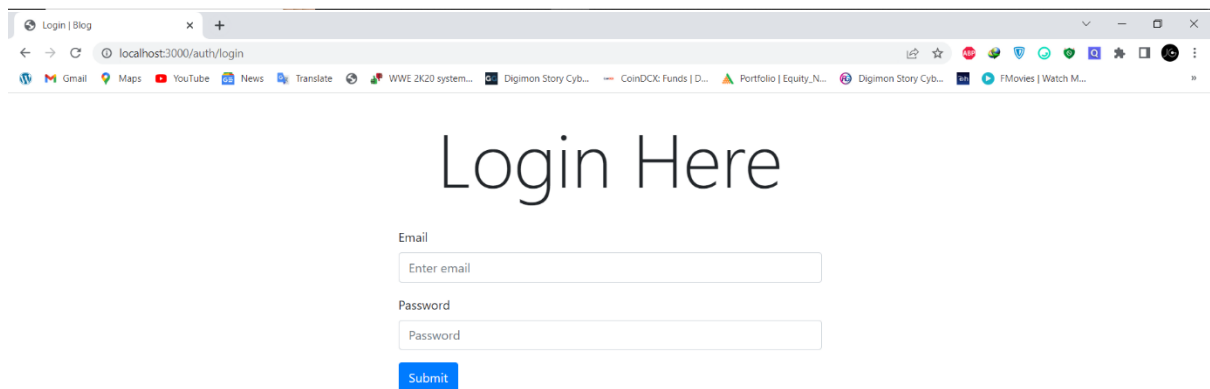 Login | Blog
localhost:3000/auth/login
ABP
Gmail Maps YouTube News Translate WWE 2K20 system... Digimon Story Cyb... CoinDCX: Funds | D... Portfolio | Equity_N... Digimon Story Cyb... FMovies | Watch M... »
Login Here
Email
Enter email
Password
Password
Submit